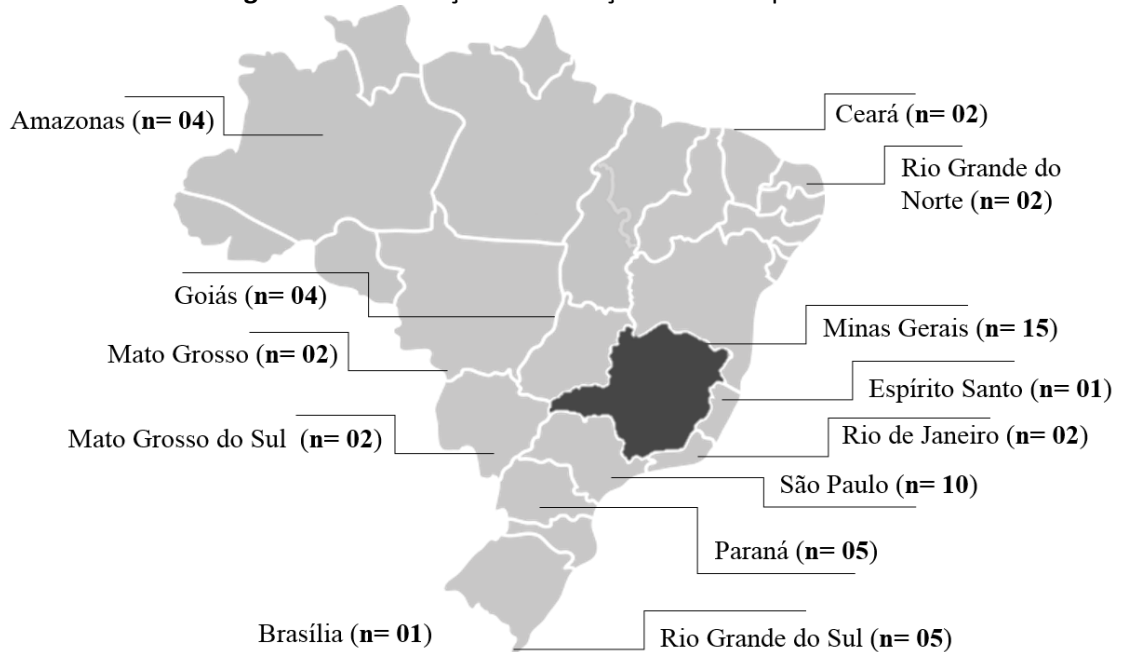 Amazonas (n= 04)
Ceará (n= 02)
Rio Grande do
Norte (n= 02)
Goiás (n= 04)
Minas Gerais (n= 15)
Mato Grosso (n= 02)
Espírito Santo (n= 01)
Mato Grosso do Sul (n= 02)
Rio de Janeiro (n= 02)
São Paulo (n= 10)
Paraná (n= 05)
Brasília (n= 01)
Rio Grande do Sul (n= 05)